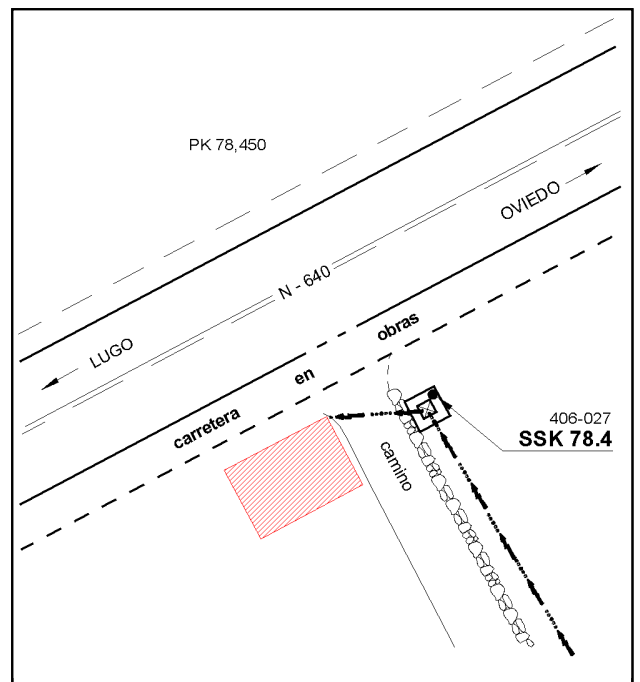 PK 78,450
OVIEDO
N - 640
LUGO
carretera en obras
camino
406-027
SSK 78.4